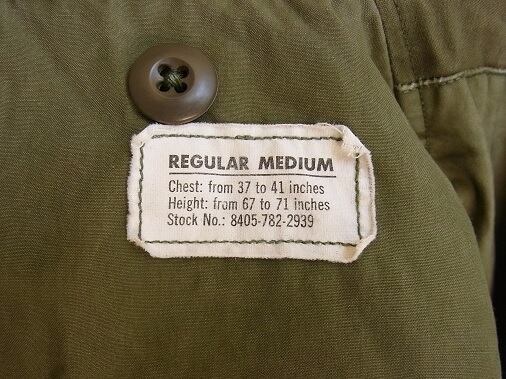 REGULAR MEDIUM
Chest: from 37 to 41 inches
Height: from 67 to 71 inches
Stock No.: 8405-782-2939